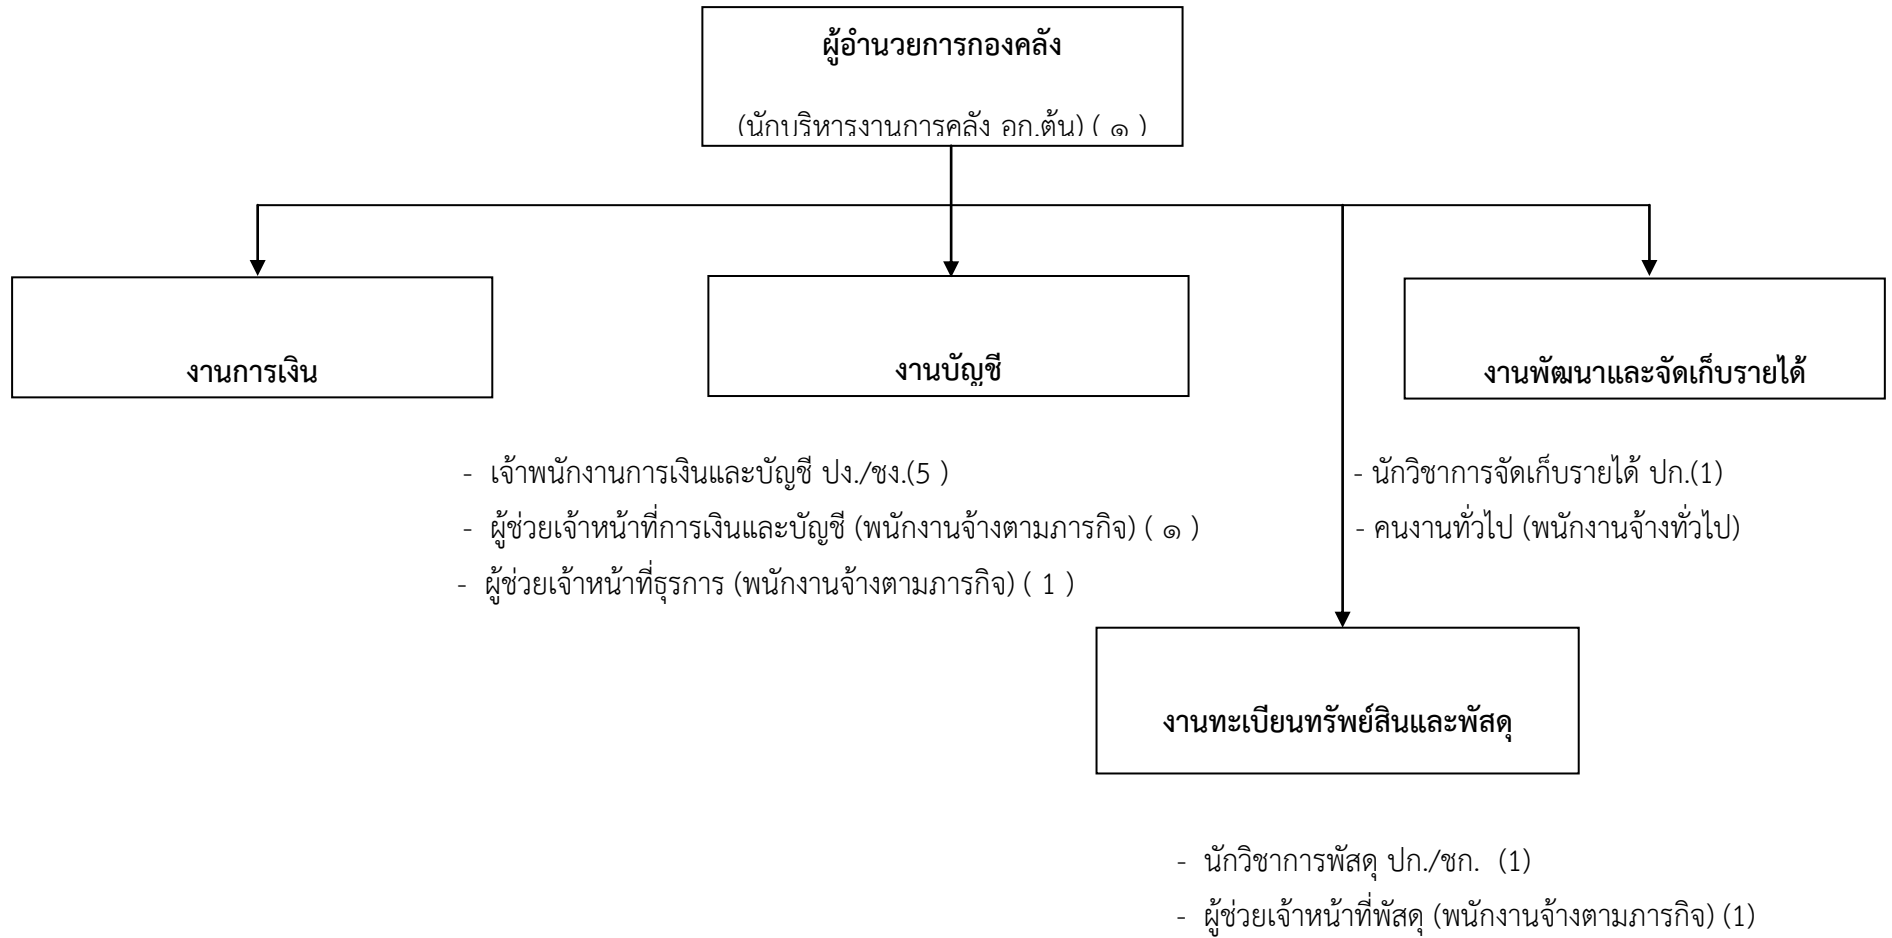 ผู้อำนวยการกองคลัง
(นักบริหารงานการคลัง อก.ต้น) ( ๑ )
งานการเงิน
งานบัญชี
งานพัฒนาและจัดเก็บรายได้
- เจ้าพนักงานการเงินและบัญชี ปง./ชง.(5 )
- ผู้ช่วยเจ้าหน้าที่การเงินและบัญชี (พนักงานจ้างตามภารกิจ) ( ๑ )
- ผู้ช่วยเจ้าหน้าที่ธุรการ (พนักงานจ้างตามภารกิจ) ( 1 )
- นักวิชาการจัดเก็บรายได้ ปก.(1)
- คนงานทั่วไป (พนักงานจ้างทั่วไป)
งานทะเบียนทรัพย์สินและพัสดุ
- นักวิชาการพัสดุ ปก./ชก. (1)
- ผู้ช่วยเจ้าหน้าที่พัสดุ (พนักงานจ้างตามภารกิจ) (1)